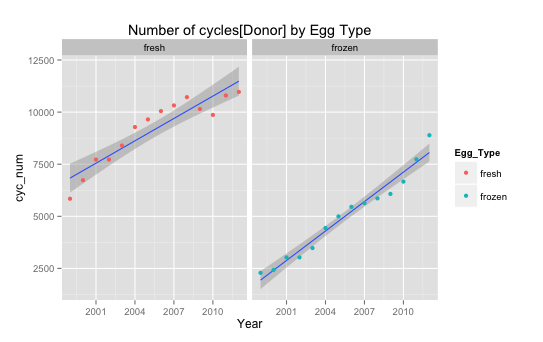 Number of cycles[Donor] by Egg Type
fresh
frozen
12500
10000
7500
5000
2500
cyc_num
2001
2004
2007
2010
2001
2004
2007
2010
Year
Egg_Type
fresh
frozen